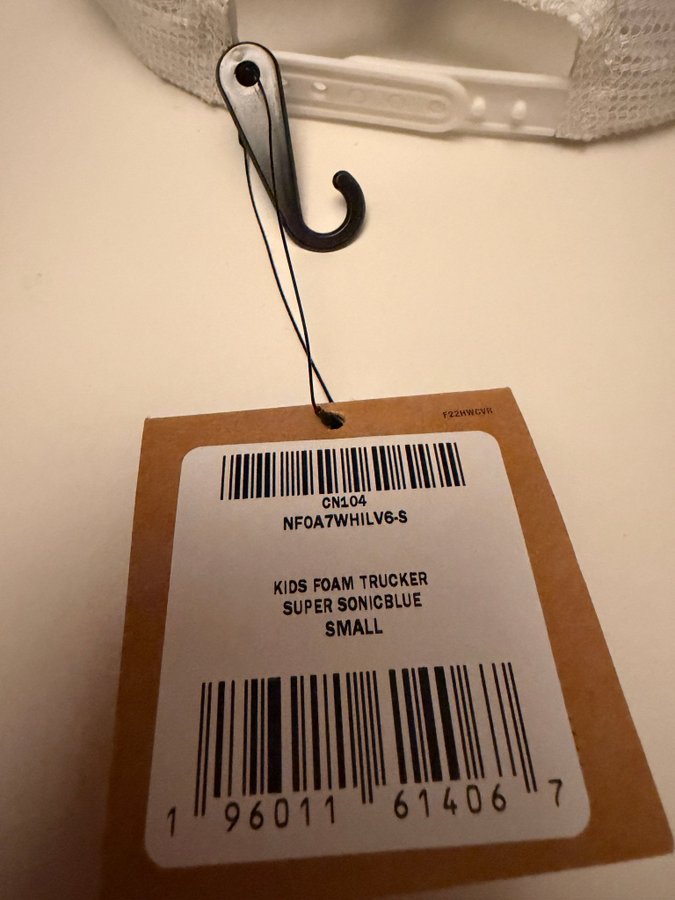 F22HWCVR
CN104
NF0A7WHILV6-S
KIDS FOAM TRUCKER
SUPER SONICBLUE
SMALL
1 96011 61406 7